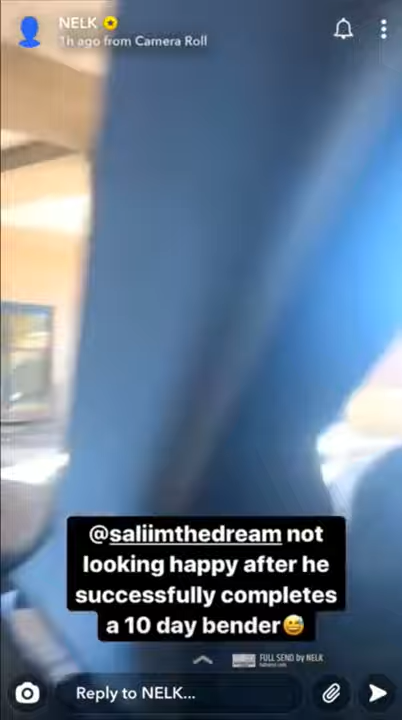 NELK
1h ago from Camera Roll
@saliimthedream not
looking happy after he
successfully completes
a 10 day bender😅
FULL SEND by NELK
Reply to NELK...